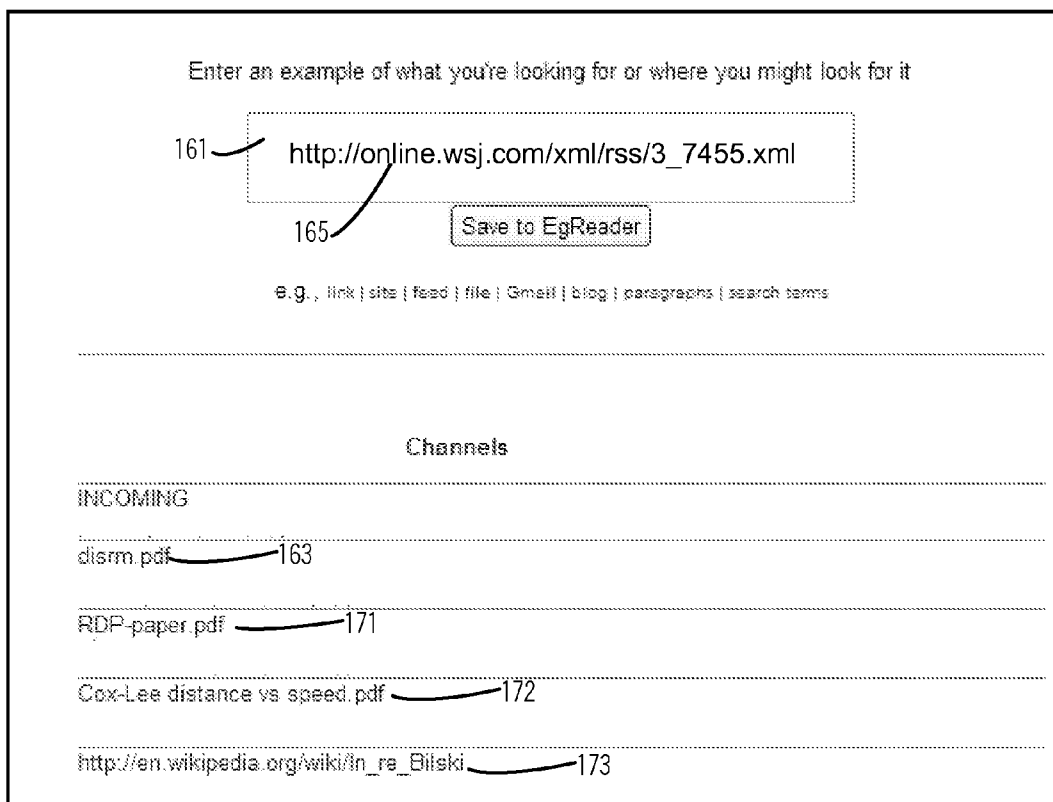 Enter an example of what you're looking for or where you might look for it
161 http://online.wsj.com/xml/rss/3_7455.xml
165 Save to EgReader
e.g., link | site | feed | file | Gmail | blog | paragraphs | search terms
Channels
INCOMING
disrm.pdf 163
RDP-paper.pdf 171
Cox-Lee distance vs speed.pdf 172
http://en.wikipedia.org/wiki/In_re_Bilski 173